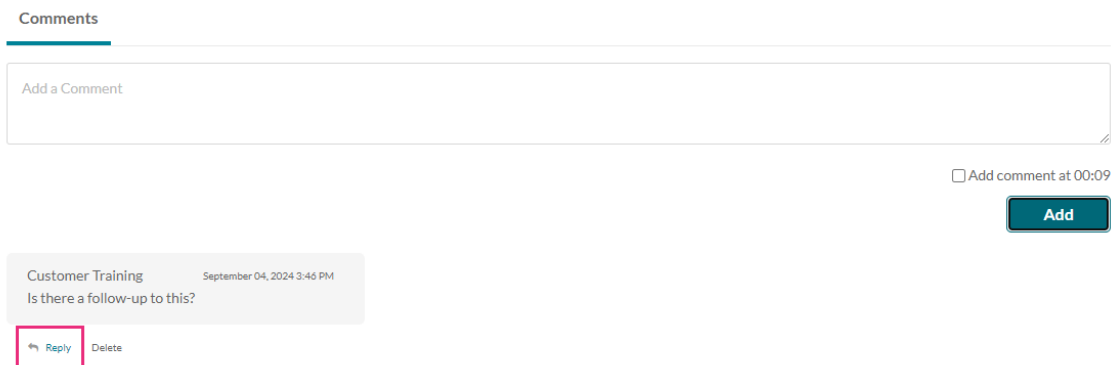 Comments
Add a Comment
Add comment at 00:09
Add
Customer Training September 04, 2024 3:46 PM
Is there a follow-up to this?
Reply Delete